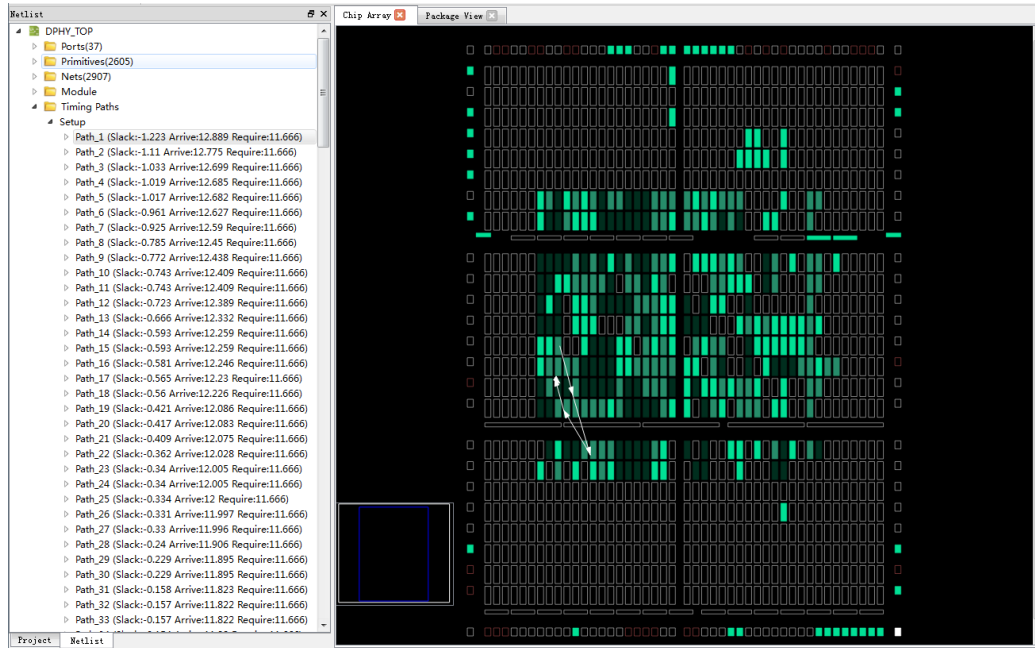 Netlist
Chip Array
Package View
DPHY_TOP
Ports(37)
Primitives(2605)
Nets(2907)
Module
Timing Paths
Setup
Path_1 (Slack:-1.223 Arrive:12.889 Require:11.666)
Path_2 (Slack:-1.11 Arrive:12.775 Require:11.666)
Path_3 (Slack:-1.033 Arrive:12.699 Require:11.666)
Path_4 (Slack:-1.019 Arrive:12.685 Require:11.666)
Path_5 (Slack:-1.017 Arrive:12.682 Require:11.666)
Path_6 (Slack:-0.961 Arrive:12.627 Require:11.666)
Path_7 (Slack:-0.925 Arrive:12.59 Require:11.666)
Path_8 (Slack:-0.785 Arrive:12.45 Require:11.666)
Path_9 (Slack:-0.772 Arrive:12.438 Require:11.666)
Path_10 (Slack:-0.743 Arrive:12.409 Require:11.666)
Path_11 (Slack:-0.743 Arrive:12.409 Require:11.666)
Path_12 (Slack:-0.723 Arrive:12.389 Require:11.666)
Path_13 (Slack:-0.666 Arrive:12.332 Require:11.666)
Path_14 (Slack:-0.593 Arrive:12.259 Require:11.666)
Path_15 (Slack:-0.593 Arrive:12.259 Require:11.666)
Path_16 (Slack:-0.581 Arrive:12.246 Require:11.666)
Path_17 (Slack:-0.565 Arrive:12.23 Require:11.666)
Path_18 (Slack:-0.56 Arrive:12.226 Require:11.666)
Path_19 (Slack:-0.421 Arrive:12.086 Require:11.666)
Path_20 (Slack:-0.417 Arrive:12.083 Require:11.666)
Path_21 (Slack:-0.409 Arrive:12.075 Require:11.666)
Path_22 (Slack:-0.362 Arrive:12.028 Require:11.666)
Path_23 (Slack:-0.34 Arrive:12.005 Require:11.666)
Path_24 (Slack:-0.34 Arrive:12.005 Require:11.666)
Path_25 (Slack:-0.334 Arrive:12 Require:11.666)
Path_26 (Slack:-0.331 Arrive:11.997 Require:11.666)
Path_27 (Slack:-0.33 Arrive:11.996 Require:11.666)
Path_28 (Slack:-0.24 Arrive:11.906 Require:11.666)
Path_29 (Slack:-0.229 Arrive:11.895 Require:11.666)
Path_30 (Slack:-0.229 Arrive:11.895 Require:11.666)
Path_31 (Slack:-0.158 Arrive:11.823 Require:11.666)
Path_32 (Slack:-0.157 Arrive:11.822 Require:11.666)
Path_33 (Slack:-0.157 Arrive:11.822 Require:11.666)
Project
Netlist